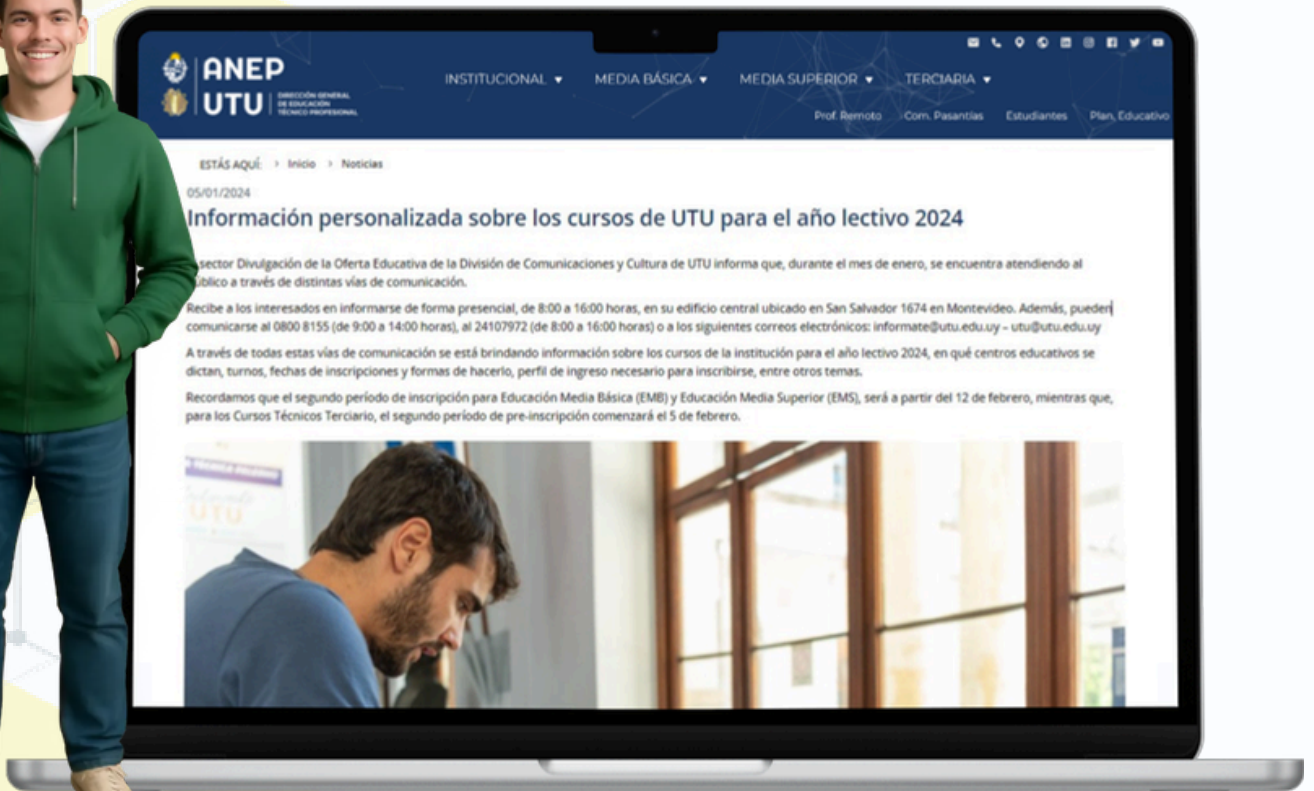 ANEP
UTU
DIRECCIÓN GENERAL
DE EDUCACIÓN
TÉCNICO PROFESIONAL
INSTITUCIONAL ▼ MEDIA BÁSICA ▼ MEDIA SUPERIOR ▼ TERCIARIA ▼
Prof. Remoto Com. Pasantías Estudiantes Plan, Educativo
ESTÁS AQUÍ: > Inicio > Noticias
05/01/2024
Información personalizada sobre los cursos de UTU para el año lectivo 2024
sector Divulgación de la Oferta Educativa de la División de Comunicaciones y Cultura de UTU informa que, durante el mes de enero, se encuentra atendiendo al
público a través de distintas vías de comunicación.
Recibe a los interesados en informarse de forma presencial, de 8:00 a 16:00 horas, en su edificio central ubicado en San Salvador 1674 en Montevideo. Además, pueden
comunicarse al 0800 8155 (de 9:00 a 14:00 horas), al 24107972 (de 8:00 a 16:00 horas) o a los siguientes correos electrónicos: informate@utu.edu.uy – utu@utu.edu.uy
A través de todas estas vías de comunicación se está brindando información sobre los cursos de la institución para el año lectivo 2024, en qué centros educativos se
dictan, turnos, fechas de inscripciones y formas de hacerlo, perfil de ingreso necesario para inscribirse, entre otros temas.
Recordamos que el segundo período de inscripción para Educación Media Básica (EMB) y Educación Media Superior (EMS), será a partir del 12 de febrero, mientras que,
para los Cursos Técnicos Terciario, el segundo período de pre-inscripción comenzará el 5 de febrero.
UTU